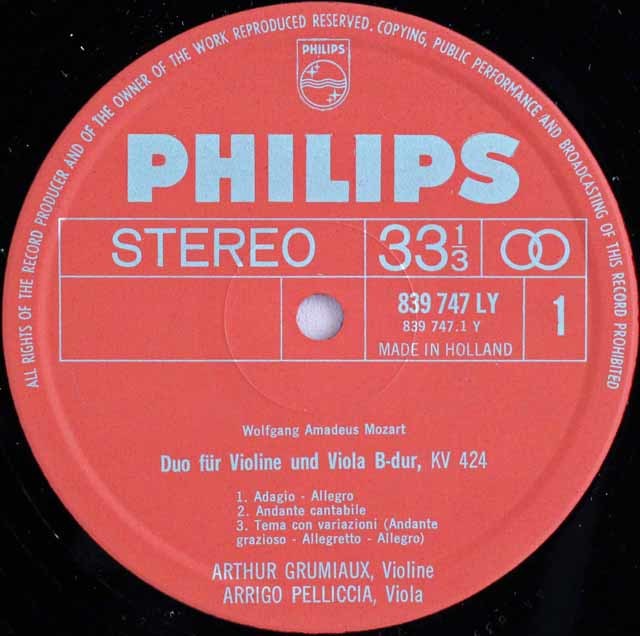 ALL RIGHTS OF THE RECORD PRODUCER AND OF THE OWNER OF THE WORK REPRODUCED RESERVED. COPYING, PUBLIC PERFORMANCE AND BROADCASTING OF THIS RECORD PROHIBITED
PHILIPS
PHILIPS
STEREO 33 1/3
839 747 LY
839 747.1 Y
MADE IN HOLLAND
1
Wolfgang Amadeus Mozart
Duo für Violine und Viola B-dur, KV 424
1. Adagio - Allegro
2. Andante cantabile
3. Tema con variazioni (Andante
grazioso - Allegretto - Allegro)
ARTHUR GRUMIAUX, Violine
ARRIGO PELLICCIA, Viola